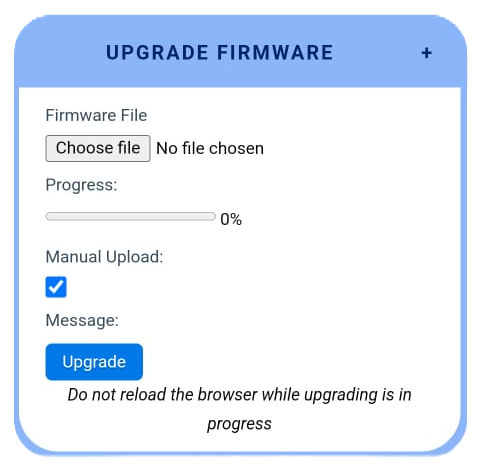 UPGRADE FIRMWARE +
Firmware File
Choose file No file chosen
Progress:
0%
Manual Upload:
Message:
Upgrade
Do not reload the browser while upgrading is in
progress